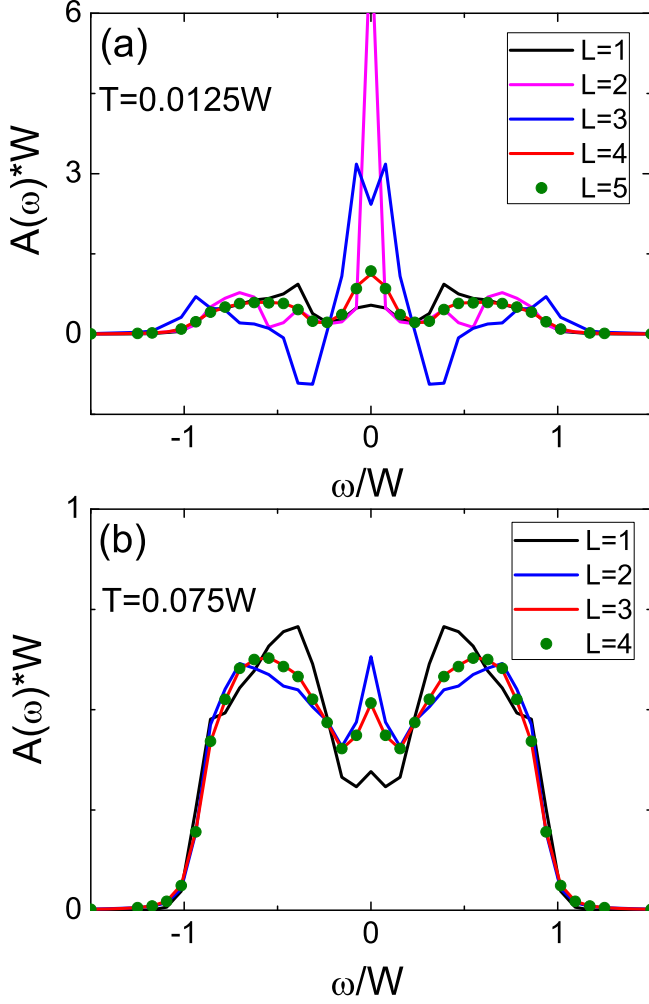 (a)
T=0.0125W
L=1
L=2
L=3
L=4
L=5
6
3
0
A(ω)*W
-1 0 1
ω/W
(b)
T=0.075W
L=1
L=2
L=3
L=4
1
0
A(ω)*W
-1 0 1
ω/W